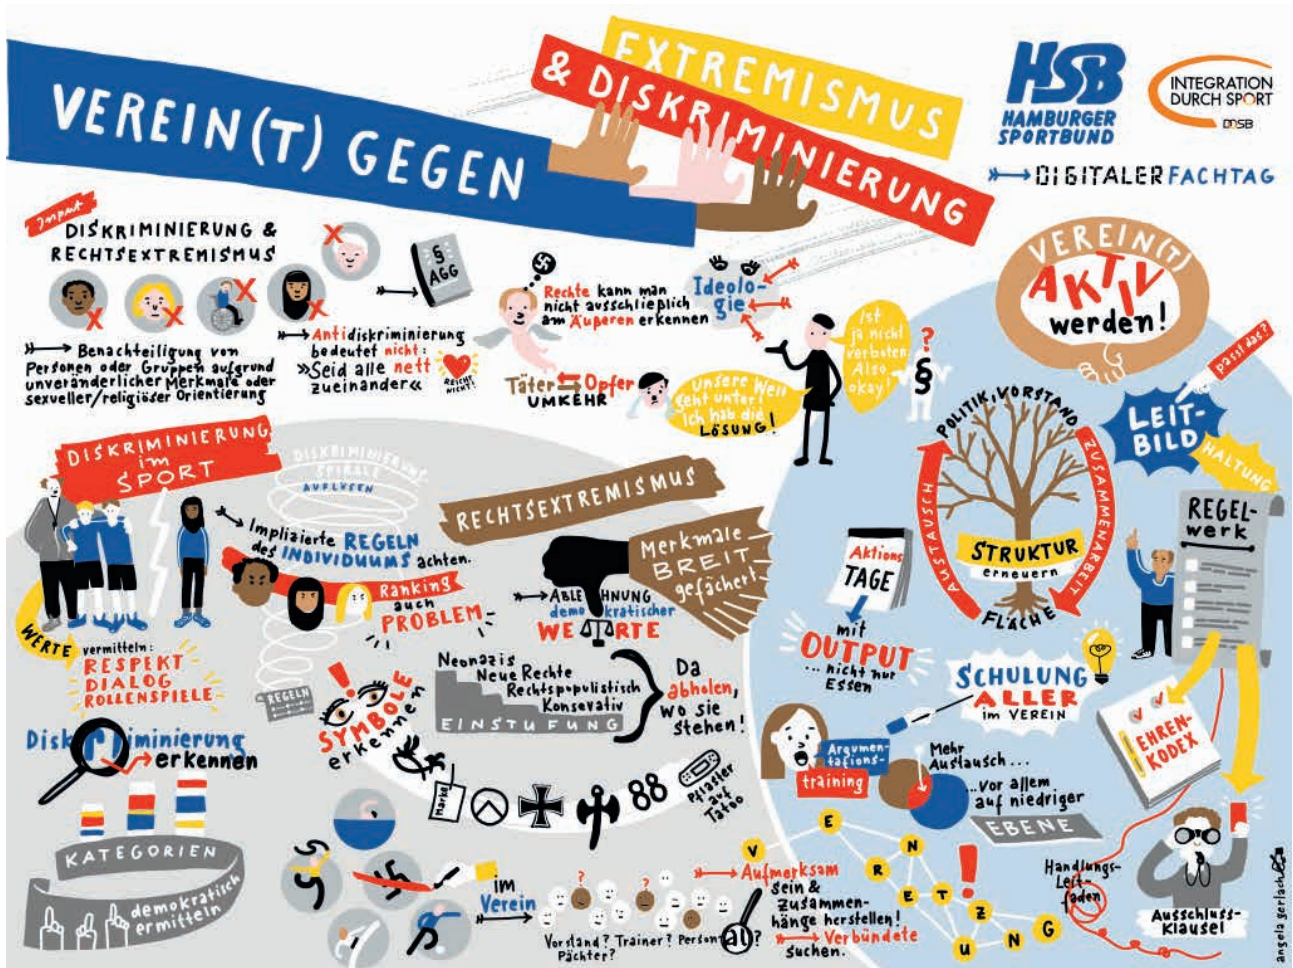 VEREIN(T) GEGEN
EXTREMISMUS
& DISKRIMINIERUNG
HSB
HAMBURGER
SPORTBUND
INTEGRATION
DURCH SPORT
DOSB
DIGITALER FACHTAG
Input
DISKRIMINIERUNG &
RECHTSEXTREMISMUS
§
AGG
Benachteiligung von
Personen oder Gruppen aufgrund
unveränderlicher Merkmale oder
sexueller/religiöser Orientierung
Antidiskriminierung
bedeutet nicht:
»Seid alle nett
zueinander«
REICHT
NICHT!
Rechte kann man
nicht ausschließlich
am Äußeren erkennen
Ideolo-
gie
Täter Opfer
UMKEHR
unsere Welt
geht unter!
Ich hab die
LÖSUNG!
Ist
ja nicht
verboten.
Also
okay!
?
§
VEREIN(T)
AKTIV
werden!
passt das?
LEIT-
BILD
HALTUNG
POLITIK, VORSTAND
ZUSAMMENARBEIT
FLÄCHE
AUSTAUSCH
STRUKTUR
erneuern
REGEL-
werk
DISKRIMINIERUNG
im
SPORT
DISKRIMINIERUNGS
SPIRALE
AUFLÖSEN
Implizierte REGELN
des INDIVIDUUMS achten.
Ranking
auch
PROBLEM
REGELN
WERTE vermitteln:
RESPEKT
DIALOG
ROLLENSPIELE
Diskriminierung
erkennen
KATEGORIEN
demokratisch
ermitteln
RECHTSEXTREMISMUS
Merkmale
BREIT
gefächert
ABLEHNUNG
demokratischer
WERTE
Neonazis
Neue Rechte
Rechtspopulistisch
Konsevativ
EINSTUFUNG
Da
abholen,
wo sie
stehen!
!
SYMBOLE
erkennen
Marke
88
Pflaster
auf
Tatoo
im
Verein
? ?
Vorstand? Trainer? Personal?
Pächter?
Aufmerksam
sein &
Zusammen-
hänge herstellen!
Verbündete
suchen.
Aktions
TAGE
mit
OUTPUT
... nicht nur
Essen
SCHULUNG
ALLER
im VEREIN
Argumen-
tations-
training
Mehr
Austausch...
...vor allem
auf niedriger
EBENE
VERNETZUNG
!
EHREN-
KODEX
Handlungs-
Leit-
faden
Ausschluss-
Klausel
angela gerlach